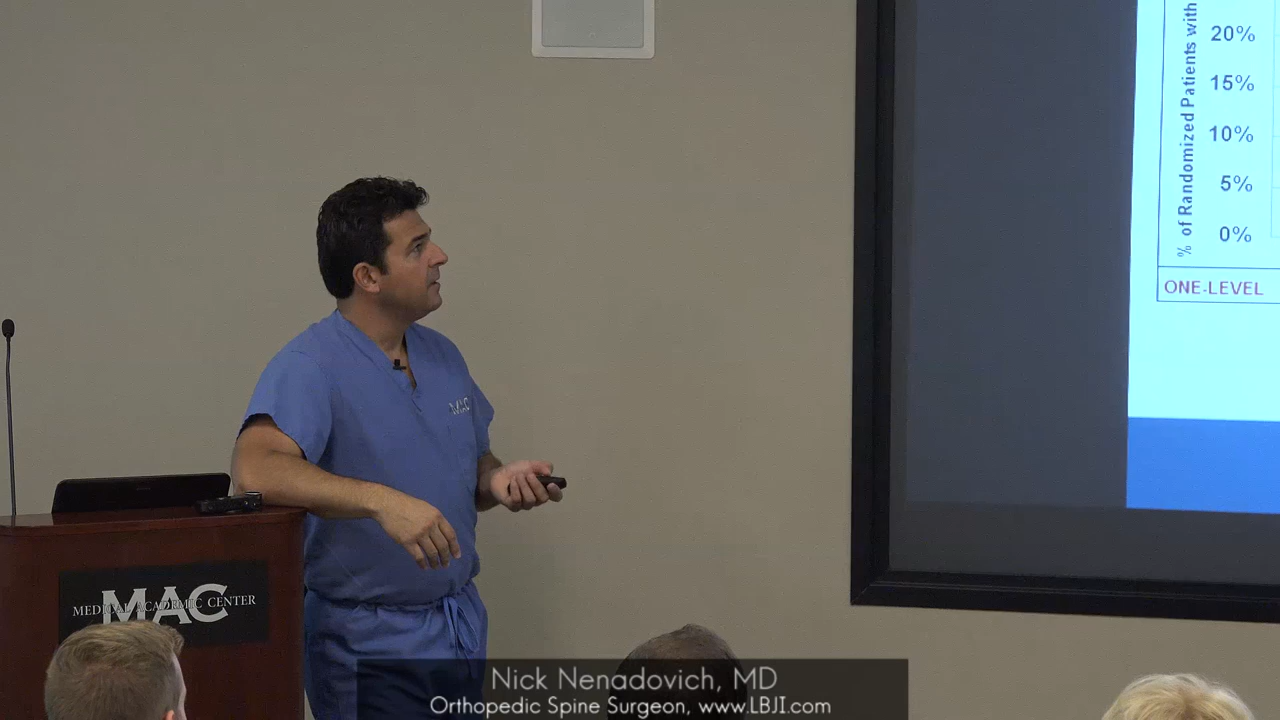 20%
15%
10%
5%
0%
% of Randomized Patients with
ONE-LEVEL
MAC
MAC
MEDICAL ACADEMIC CENTER
Nick Nenadovich, MD
Orthopedic Spine Surgeon, www.LBJI.com